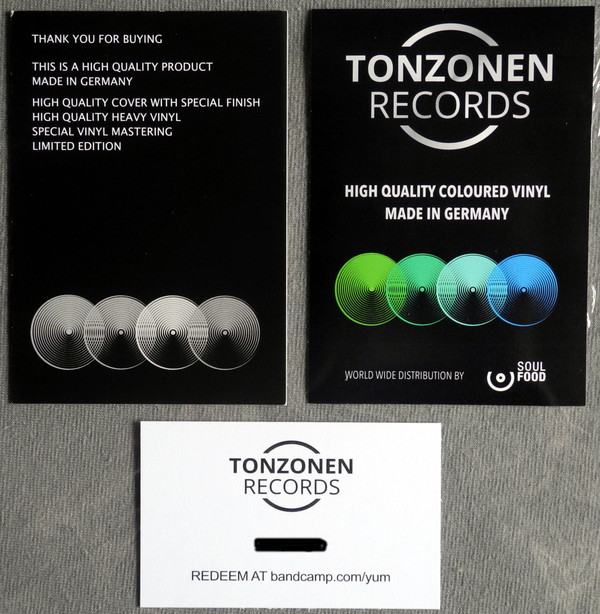 THANK YOU FOR BUYING
THIS IS A HIGH QUALITY PRODUCT
MADE IN GERMANY
HIGH QUALITY COVER WITH SPECIAL FINISH
HIGH QUALITY HEAVY VINYL
SPECIAL VINYL MASTERING
LIMITED EDITION
TONZONEN
RECORDS
HIGH QUALITY COLOURED VINYL
MADE IN GERMANY
WORLD WIDE DISTRIBUTION BY
SOUL
FOOD
TONZONEN
RECORDS
REDEEM AT bandcamp.com/yum